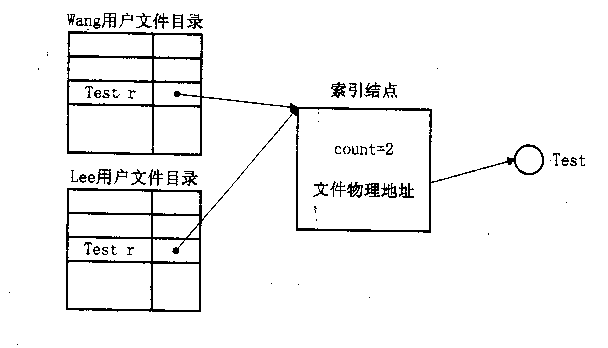 Wang用户文件目录
Test r
索引结点
count=2
文件物理地址
Test
Lee用户文件目录
Test r